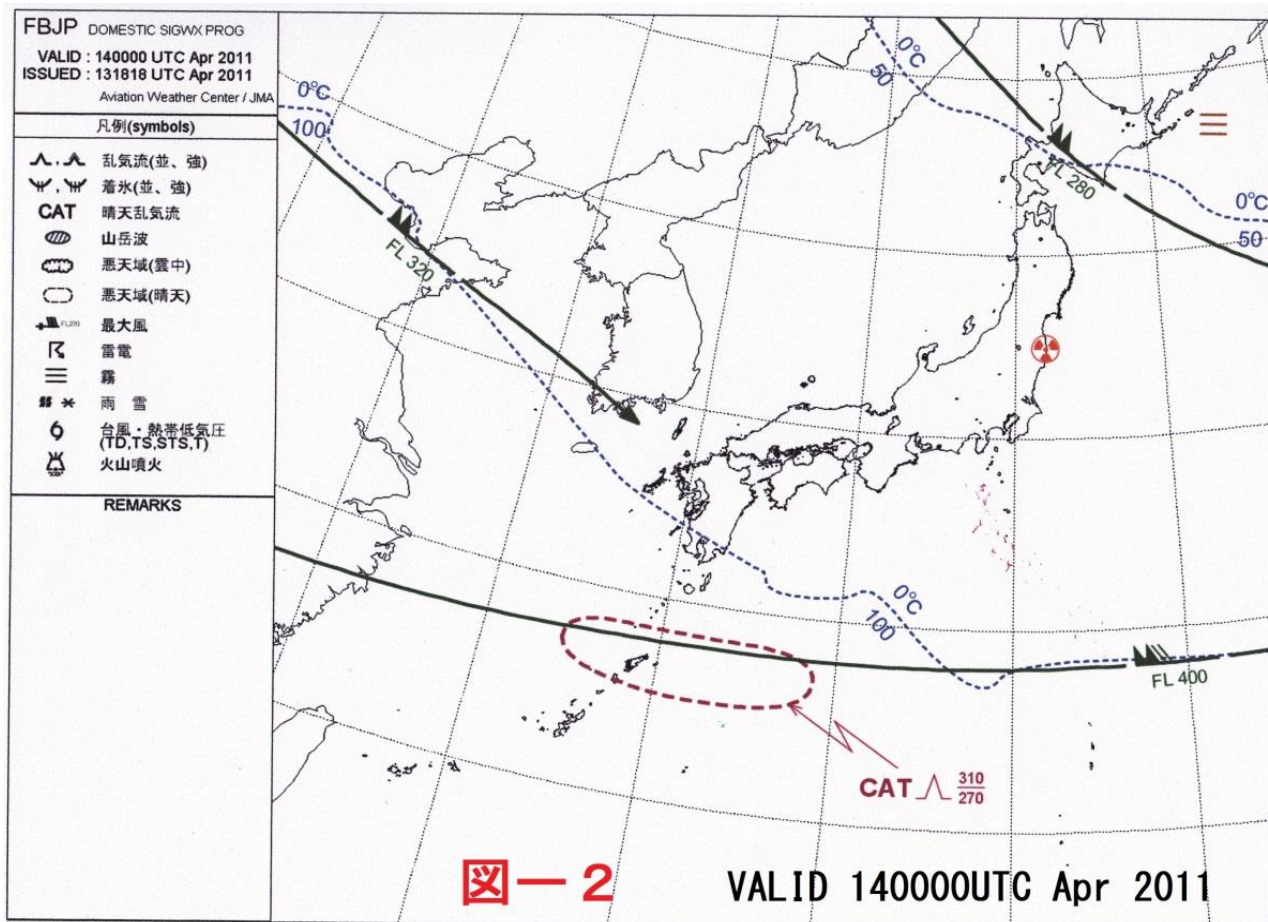 FBJP DOMESTIC SIGWX PROG
VALID : 140000 UTC Apr 2011
ISSUED : 131818 UTC Apr 2011
Aviation Weather Center / JMA
凡例(symbols)
乱気流(並、強)
着氷(並、強)
CAT 晴天乱気流
山岳波
悪天域(雲中)
悪天域(晴天)
FL270 最大風
雷電
霧
雨 雪
台風・熱帯低気圧
(TD,TS,STS,T)
火山噴火
REMARKS
0℃
100
FL 320
0℃
50
FL 280
0℃
50
0℃
100
FL 400
CAT 310
270
図ー2
VALID 140000UTC Apr 2011